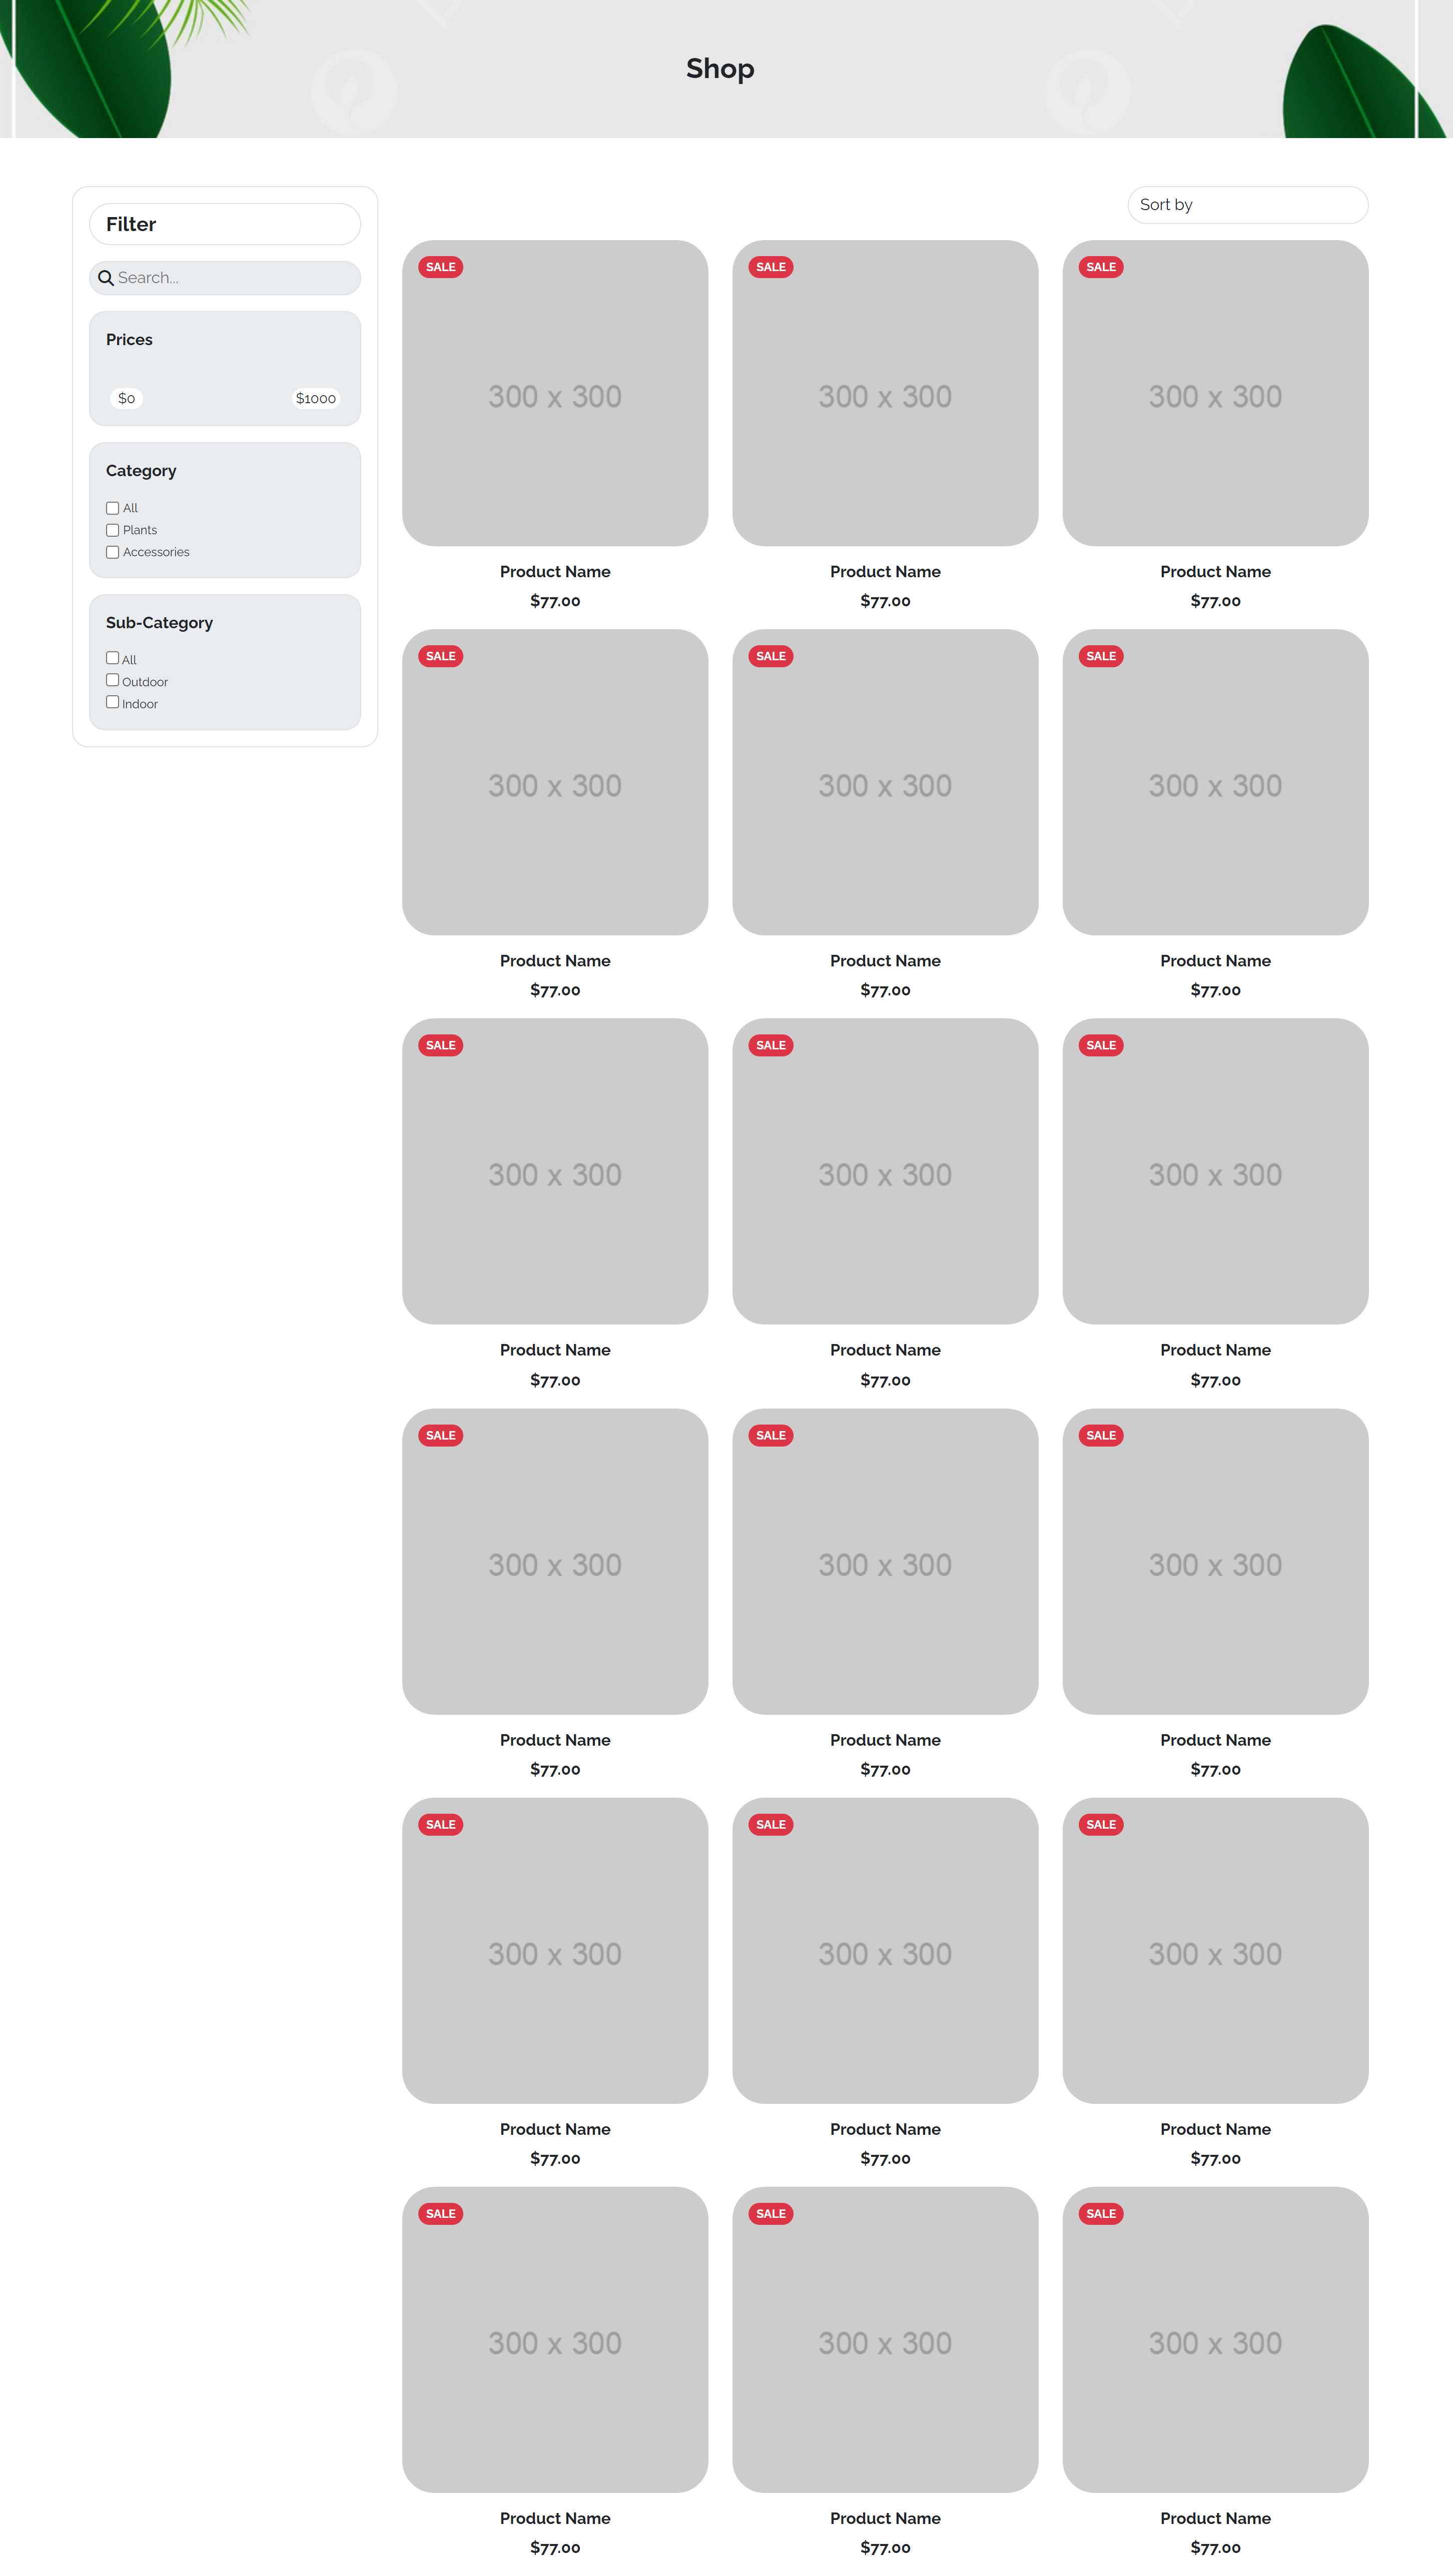 Shop
Filter
Search...
Prices
$0 $1000
Category
All
Plants
Accessories
Sub-Category
All
Outdoor
Indoor
Sort by
SALE SALE SALE
300 x 300 300 x 300 300 x 300
Product Name Product Name Product Name
$77.00 $77.00 $77.00
SALE SALE SALE
300 x 300 300 x 300 300 x 300
Product Name Product Name Product Name
$77.00 $77.00 $77.00
SALE SALE SALE
300 x 300 300 x 300 300 x 300
Product Name Product Name Product Name
$77.00 $77.00 $77.00
SALE SALE SALE
300 x 300 300 x 300 300 x 300
Product Name Product Name Product Name
$77.00 $77.00 $77.00
SALE SALE SALE
300 x 300 300 x 300 300 x 300
Product Name Product Name Product Name
$77.00 $77.00 $77.00
SALE SALE SALE
300 x 300 300 x 300 300 x 300
Product Name Product Name Product Name
$77.00 $77.00 $77.00